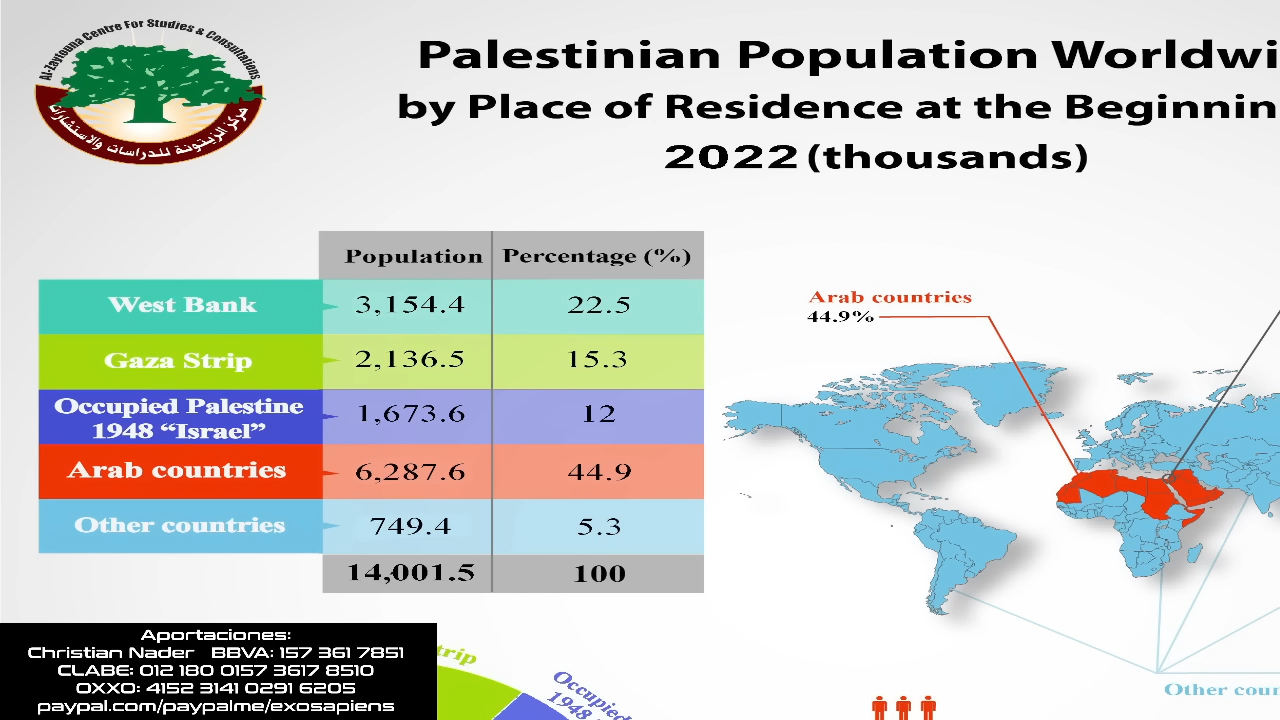 Al-Zaytouna Centre For Studies & Consultations
مركز الزيتونة للدراسات والاستشارات
Palestinian Population Worldwi
by Place of Residence at the Beginnin
2022 (thousands)
Population Percentage (%)
West Bank 3,154.4 22.5
Gaza Strip 2,136.5 15.3
Occupied Palestine
1948 “Israel” 1,673.6 12
Arab countries 6,287.6 44.9
Other countries 749.4 5.3
14,001.5 100
Arab countries
44.9%
Other coun
trip
Occupied
1948
Aportaciones:
Christian Nader BBVA: 157 361 7851
CLABE: 012 180 0157 3617 8510
OXXO: 4152 3141 0291 6205
paypal.com/paypalme/exosapiens